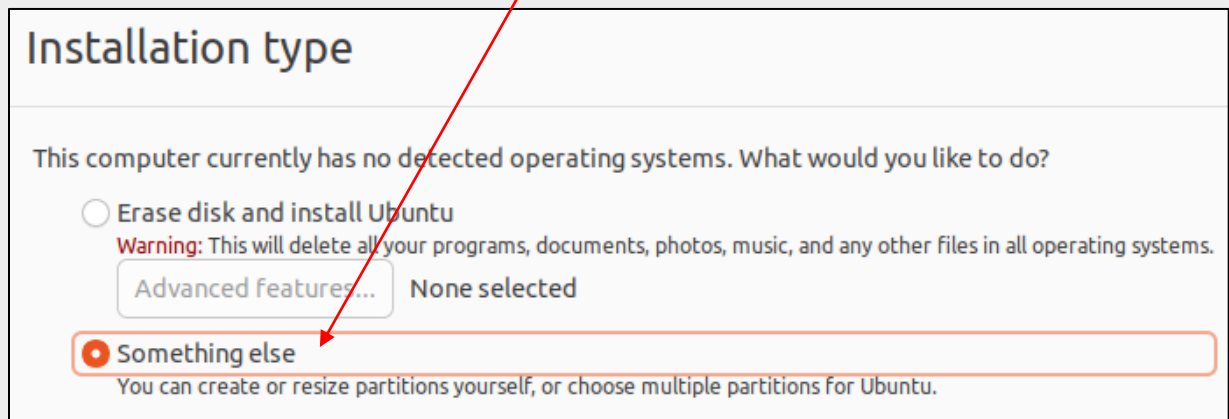 Installation type
This computer currently has no detected operating systems. What would you like to do?
Erase disk and install Ubuntu
Warning: This will delete all your programs, documents, photos, music, and any other files in all operating systems.
Advanced features... None selected
Something else
You can create or resize partitions yourself, or choose multiple partitions for Ubuntu.